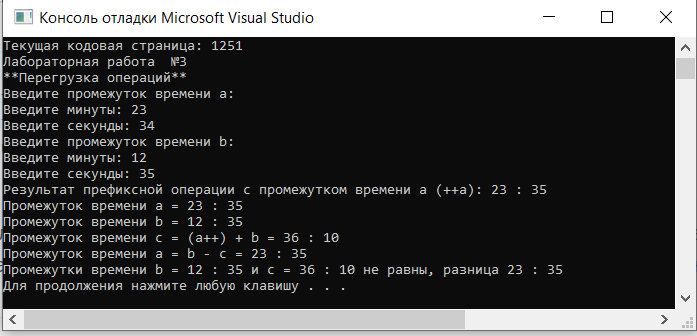 Консоль отладки Microsoft Visual Studio
Текущая кодовая страница: 1251
Лабораторная работа  №3
**Перегрузка операций**
Введите промежуток времени a:
Введите минуты: 23
Введите секунды: 34
Введите промежуток времени b:
Введите минуты: 12
Введите секунды: 35
Результат префиксной операции с промежутком времени a (++a): 23 : 35
Промежуток времени a = 23 : 35
Промежуток времени b = 12 : 35
Промежуток времени c = (a++) + b = 36 : 10
Промежуток времени a = b - c = 23 : 35
Промежутки времени b = 12 : 35 и c = 36 : 10 не равны, разница 23 : 35
Для продолжения нажмите любую клавишу . . .